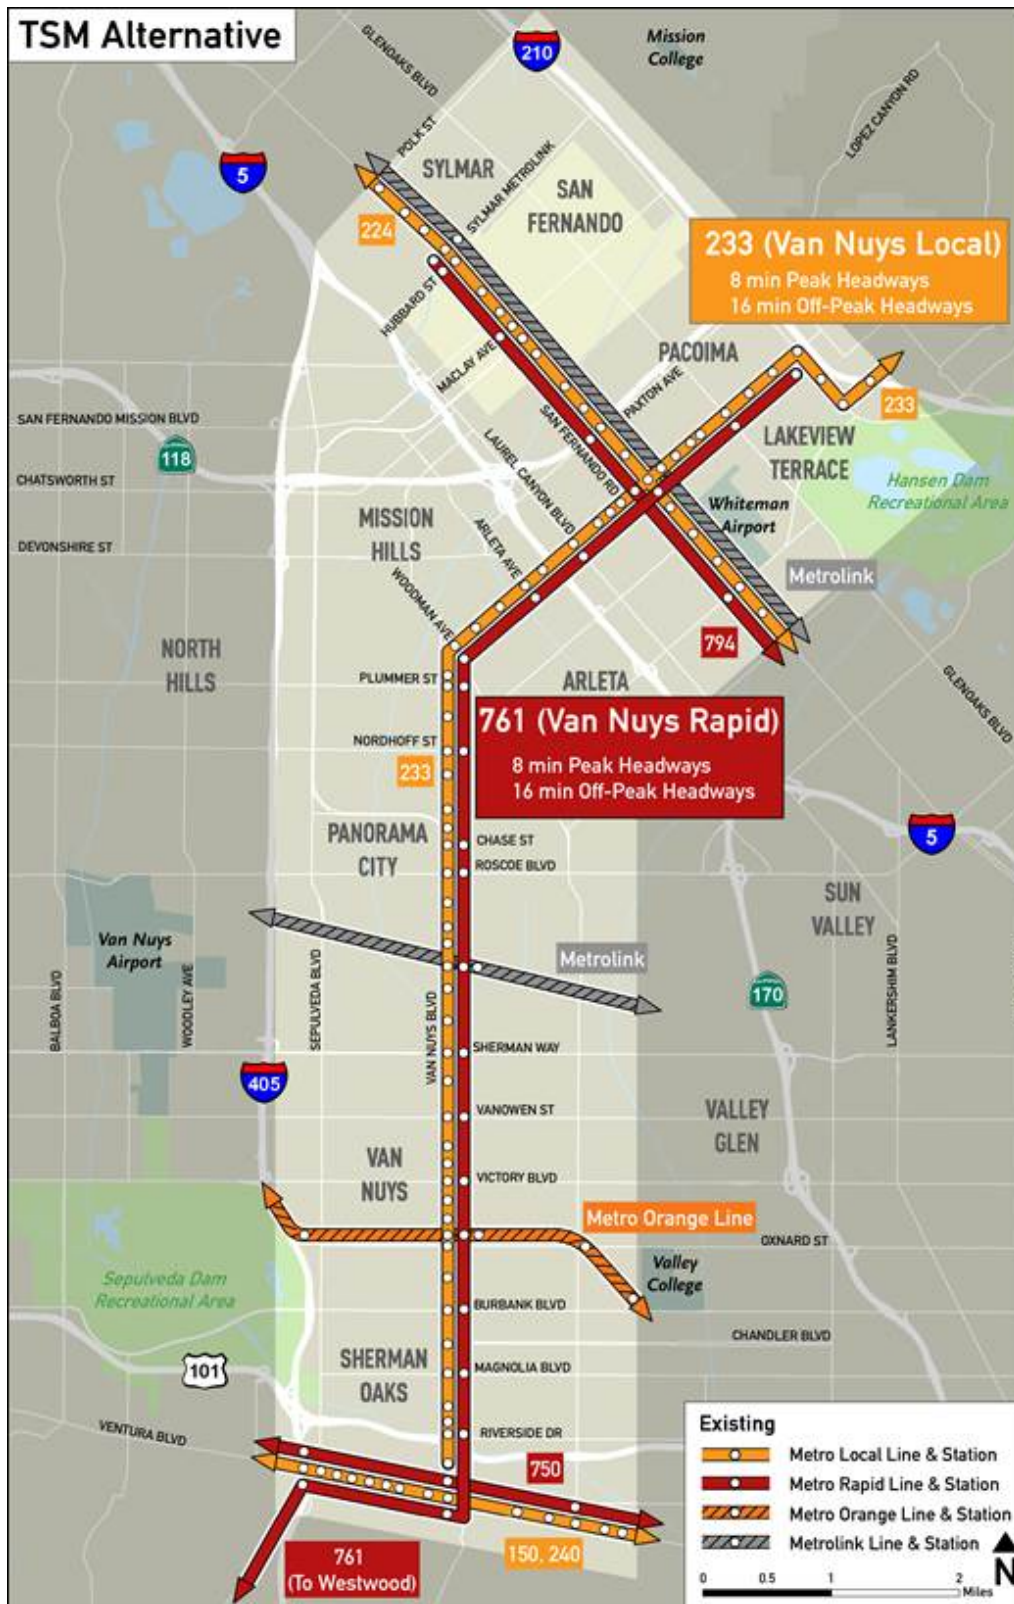 TSM Alternative
GLENOAKS BLVD
210
Mission
College
LOPEZ CANYON RD
POLK ST
5
SYLMAR
SYLMAR METROLINK
SAN
FERNANDO
224
233 (Van Nuys Local)
8 min Peak Headways
16 min Off-Peak Headways
HUBBARD ST
MACLAY AVE
PACOIMA
PAXTON AVE
233
SAN FERNANDO MISSION BLVD
118
SAN FERNANDO RD
LAUREL CANYON BLVD
LAKEVIEW
TERRACE
CHATSWORTH ST
Hansen Dam
Recreational Area
Whiteman
Airport
MISSION
HILLS
ARLETA AVE
DEVONSHIRE ST
Metrolink
WOODMAN AVE
NORTH
HILLS
794
PLUMMER ST
ARLETA
GLENOAKS BLVD
761 (Van Nuys Rapid)
8 min Peak Headways
16 min Off-Peak Headways
NORDHOFF ST
233
PANORAMA
CITY
CHASE ST
ROSCOE BLVD
5
SUN
VALLEY
Van Nuys
Airport
Metrolink
170
BALBOA BLVD
WOODLEY AVE
SEPULVEDA BLVD
VAN NUYS BLVD
LANKERSHIM BLVD
SHERMAN WAY
405
VANOWEN ST
VALLEY
GLEN
VAN
NUYS
VICTORY BLVD
Metro Orange Line
OXNARD ST
Valley
College
Sepulveda Dam
Recreational Area
BURBANK BLVD
CHANDLER BLVD
SHERMAN
OAKS
101
MAGNOLIA BLVD
VENTURA BLVD
RIVERSIDE DR
750
150, 240
761
(To Westwood)
Existing
Metro Local Line & Station
Metro Rapid Line & Station
Metro Orange Line & Station
Metrolink Line & Station
N
0 0.5 1 2
Miles